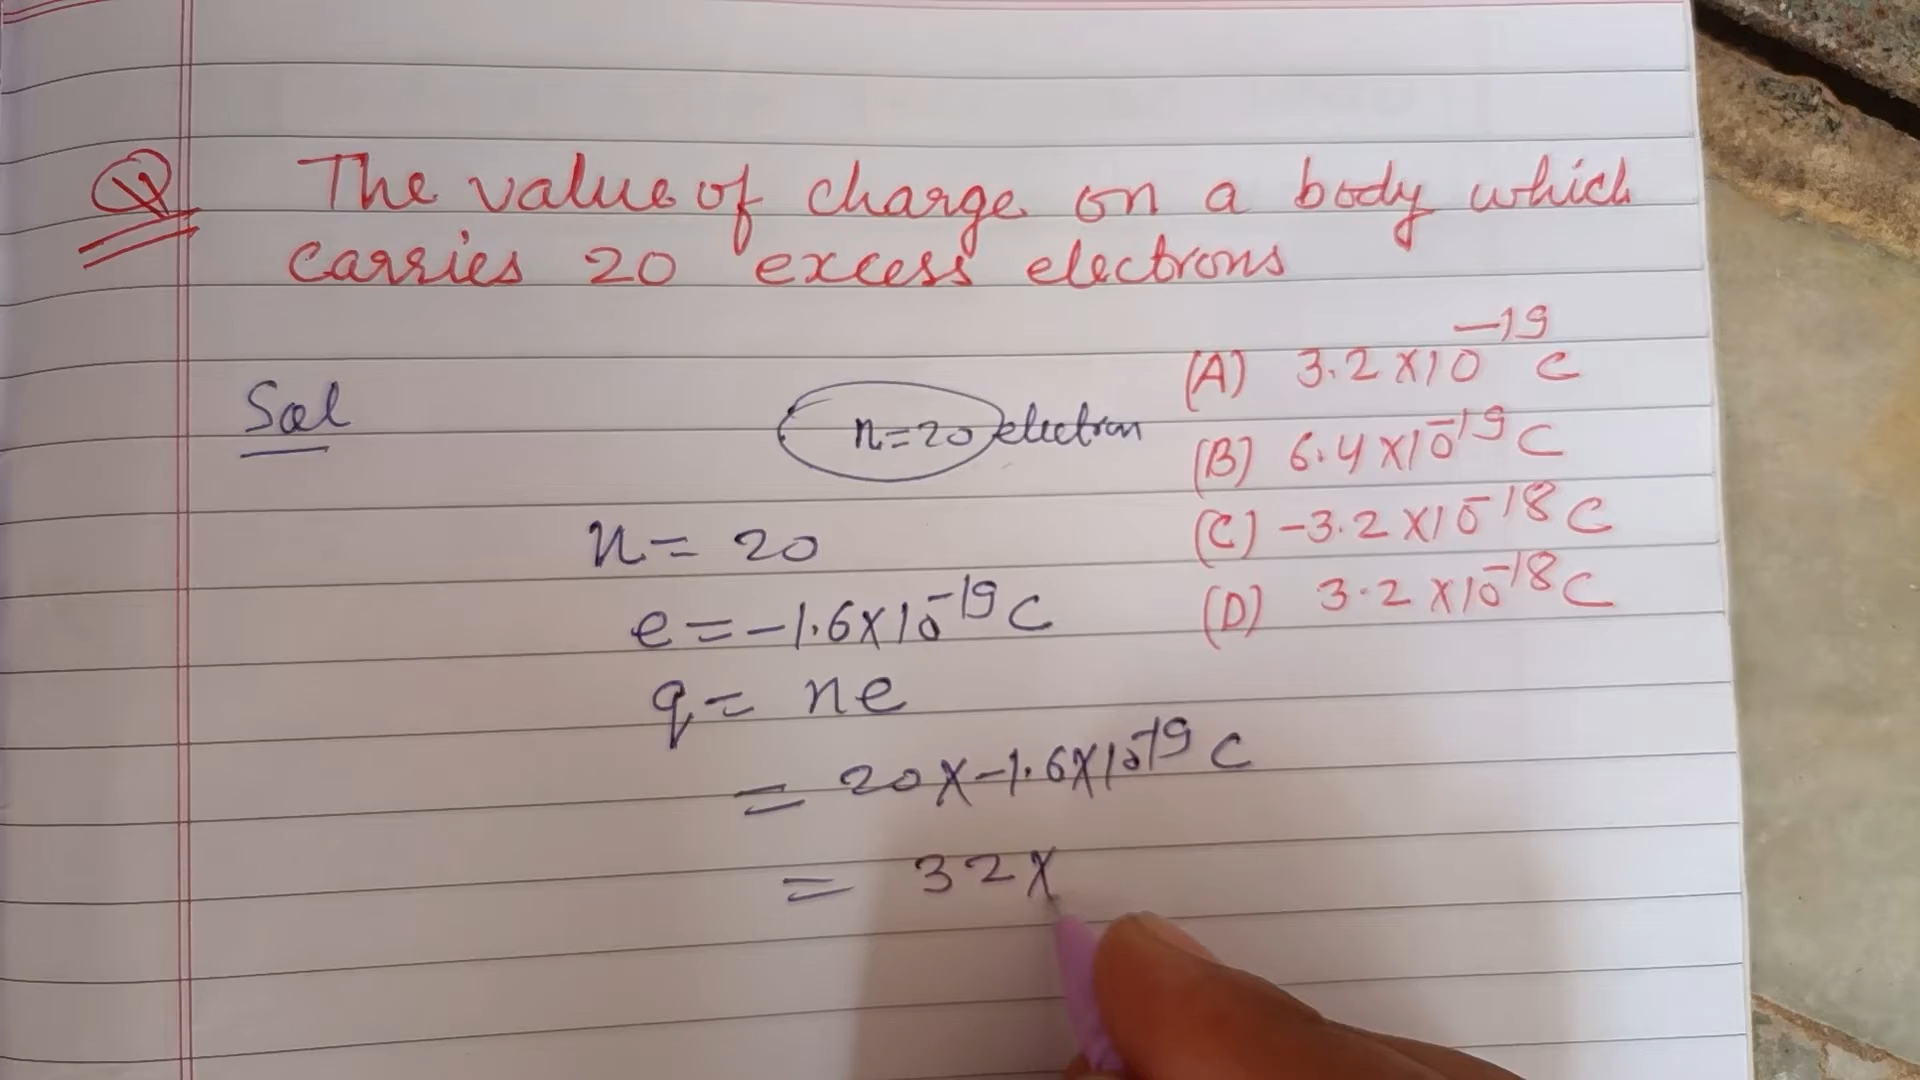 Q The value of charge on a body which
carries 20 excess electrons
Sol
n=20 electron
(A) 3.2 x 10⁻¹⁹ C
(B) 6.4 x 10⁻¹⁹ C
(C) -3.2 x 10⁻¹⁸ C
(D) 3.2 x 10⁻¹⁸ C
n = 20
e = -1.6 x 10⁻¹⁹ C
q = ne
= 20 x -1.6 x 10⁻¹⁹ C
= 32 x